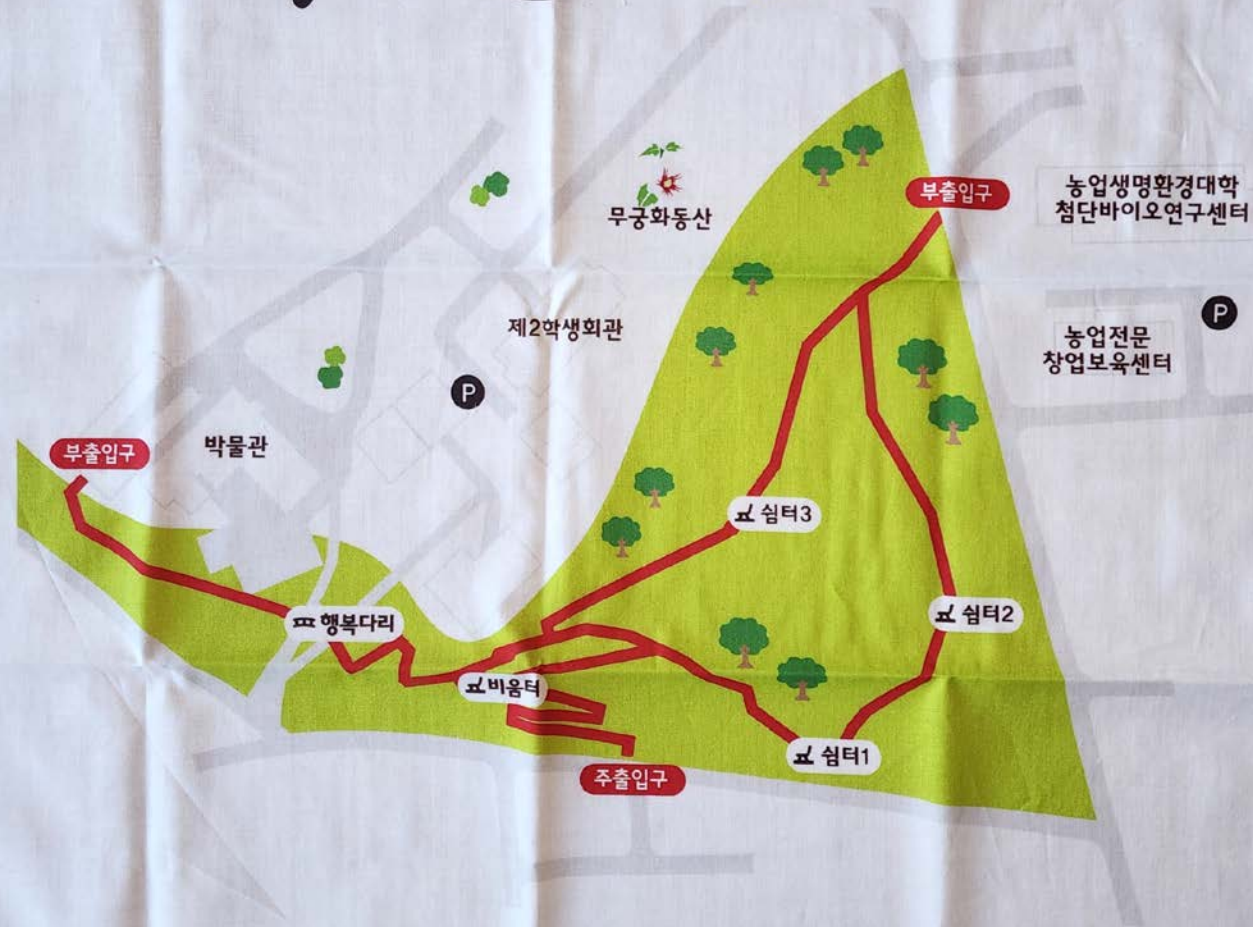 무궁화동산
부출입구
농업생명환경대학
첨단바이오연구센터
P
제2학생회관
농업전문
창업보육센터
P
부출입구
박물관
쉼터3
행복다리
쉼터2
비움터
쉼터1
주출입구